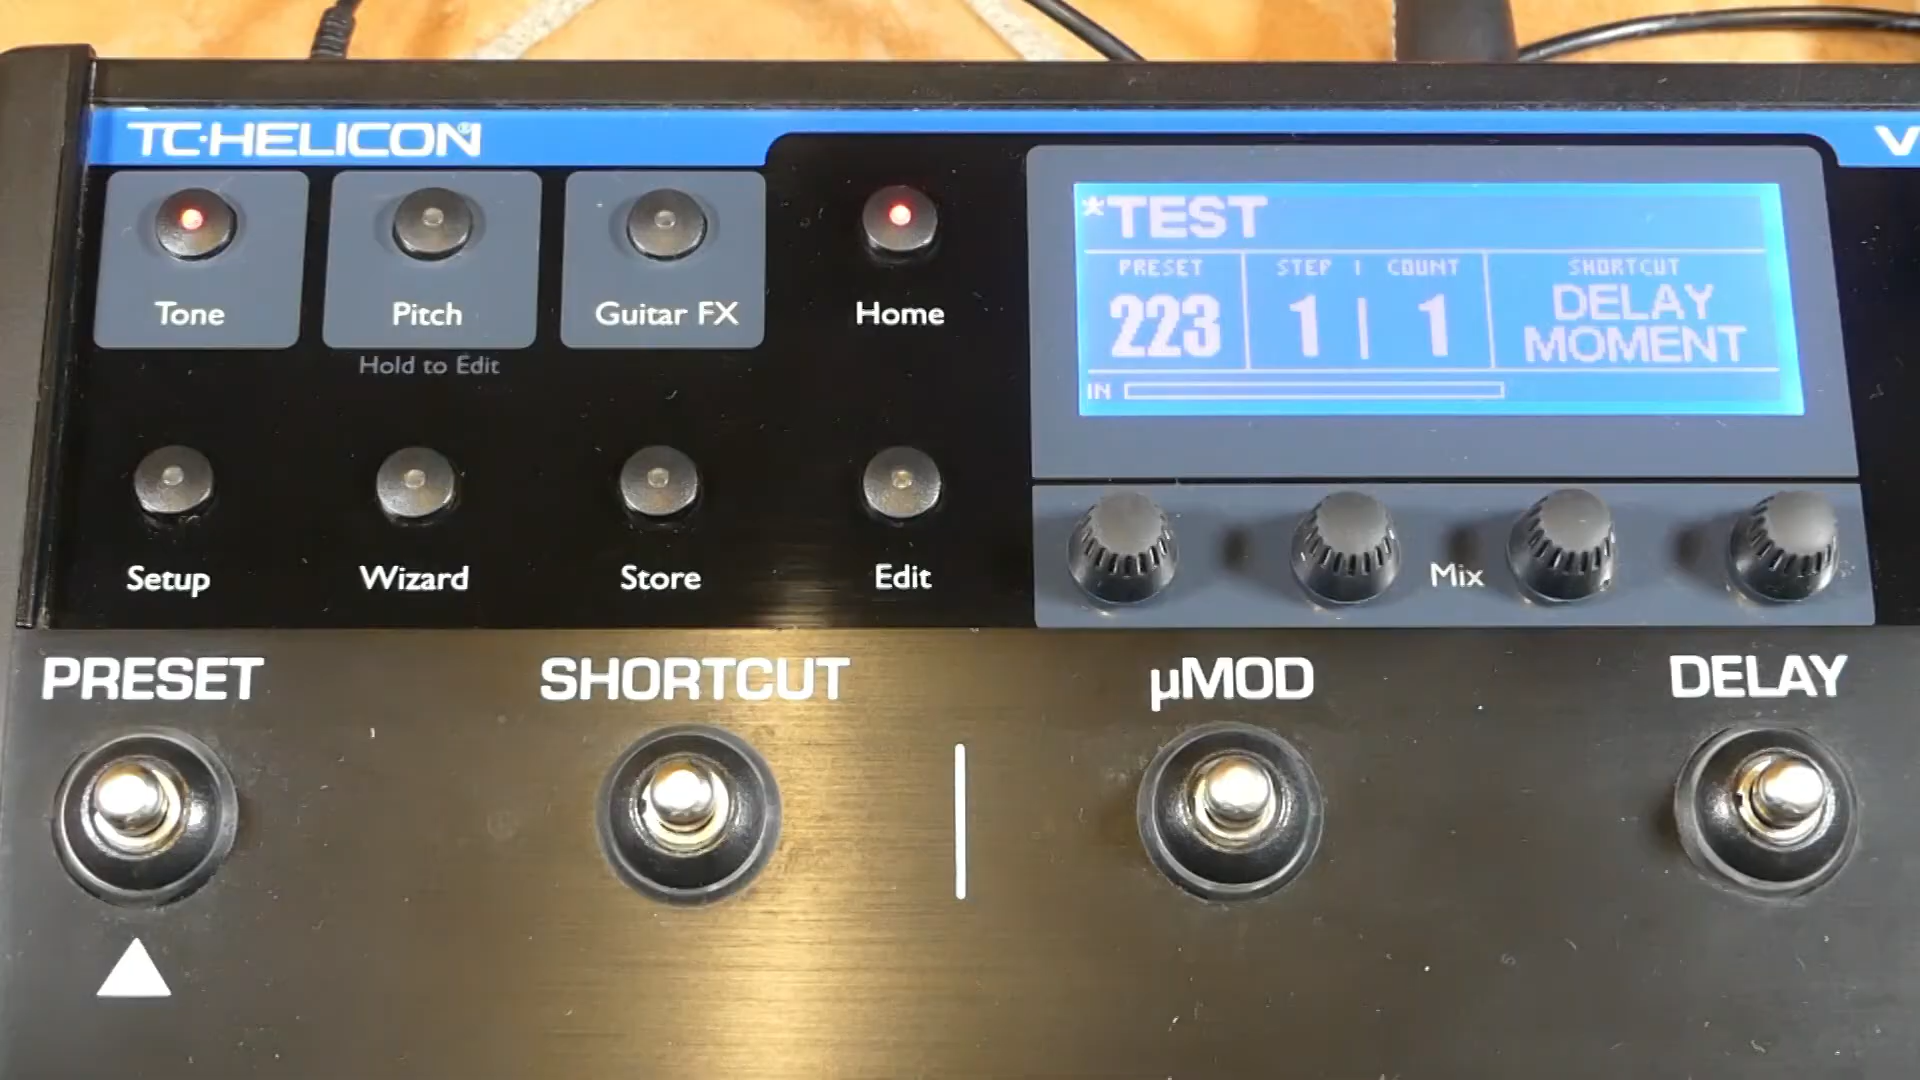 TC·HELICON®
V
Tone
Pitch
Guitar FX
Home
Hold to Edit
Setup
Wizard
Store
Edit
*TEST
PRESET
STEP | COUNT
SHORTCUT
223
1 | 1
DELAY
MOMENT
IN
Mix
PRESET
SHORTCUT
µMOD
DELAY